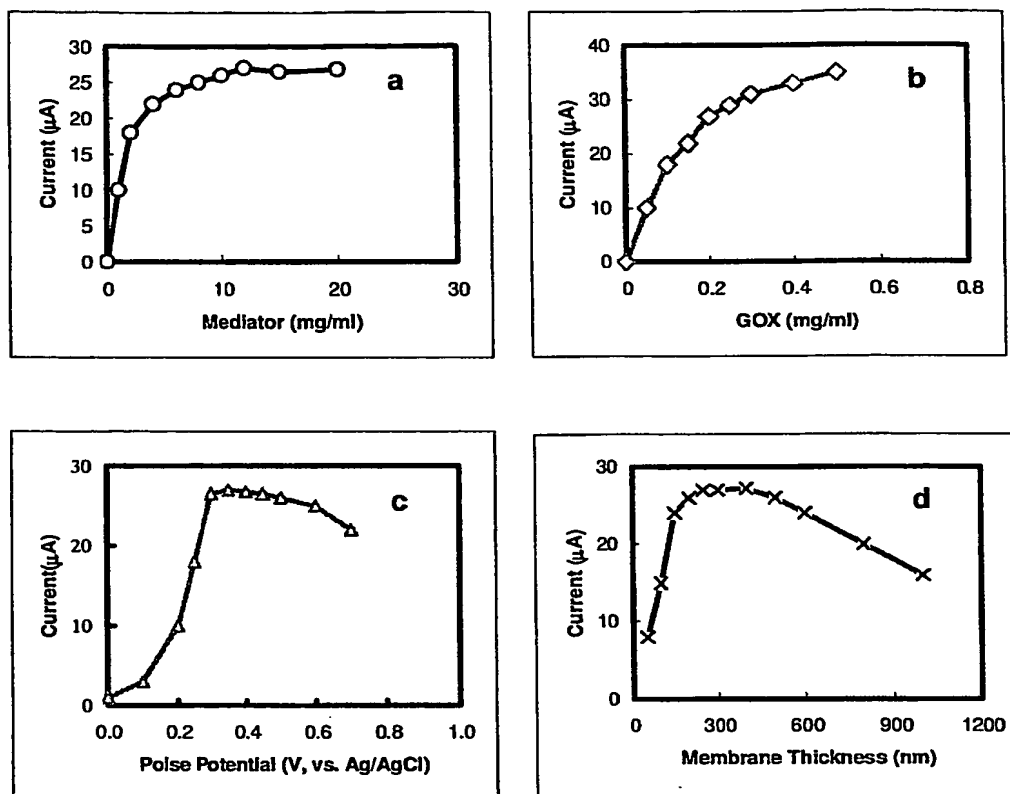 30
25
20
15
10
5
0
Current (μA)
a
0 10 20 30
Mediator (mg/ml)
40
30
20
10
0
Current (μA)
b
0 0.2 0.4 0.6 0.8
GOX (mg/ml)
30
20
10
0
Current(μA)
c
0.0 0.2 0.4 0.6 0.8 1.0
Poise Potential (V, vs. Ag/AgCl)
30
20
10
0
Current (μA)
d
0 300 600 900 1200
Membrane Thickness (nm)